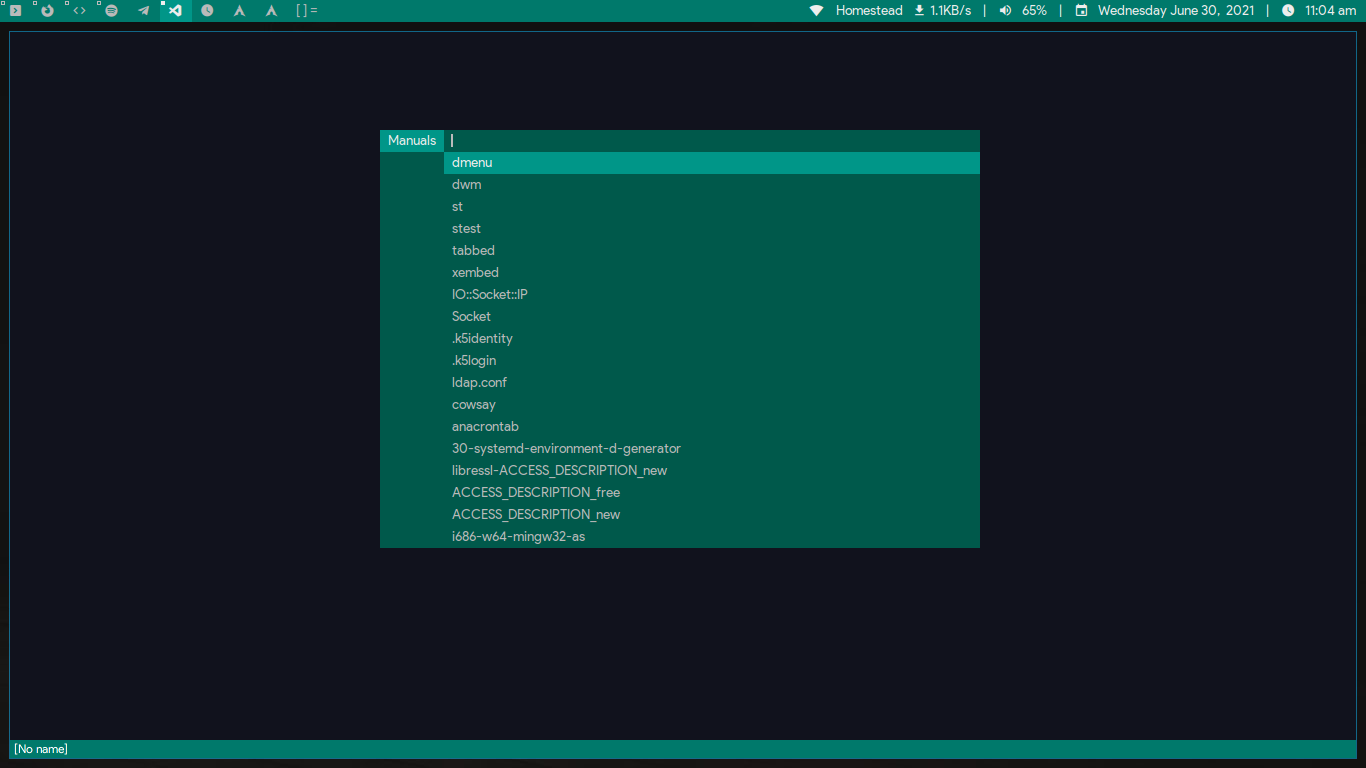 [ ] = Homestead 1.1KB/s | 65% | Wednesday June 30, 2021 | 11:04 am
Manuals
dmenu
dwm
st
stest
tabbed
xembed
IO::Socket::IP
Socket
.k5identity
.k5login
ldap.conf
cowsay
anacrontab
30-systemd-environment-d-generator
libressl-ACCESS_DESCRIPTION_new
ACCESS_DESCRIPTION_free
ACCESS_DESCRIPTION_new
i686-w64-mingw32-as
[No name]